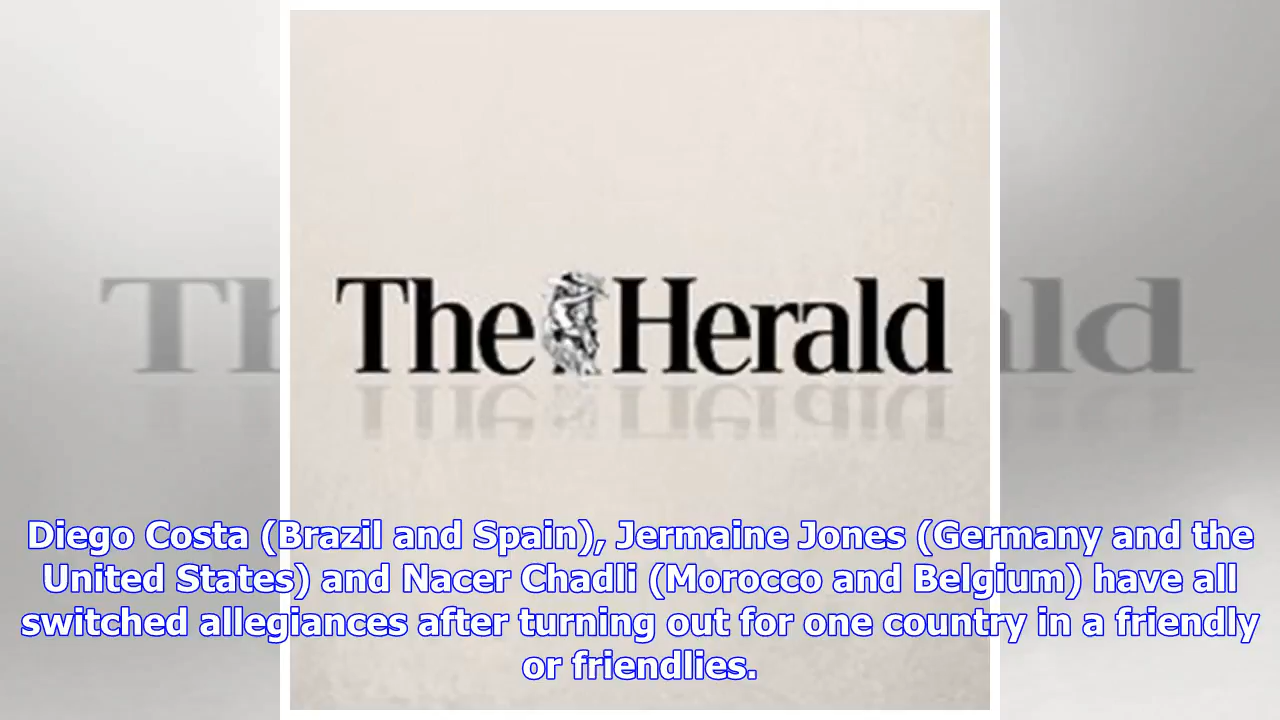 The Herald
Diego Costa (Brazil and Spain), Jermaine Jones (Germany and the
United States) and Nacer Chadli (Morocco and Belgium) have all
switched allegiances after turning out for one country in a friendly
or friendlies.